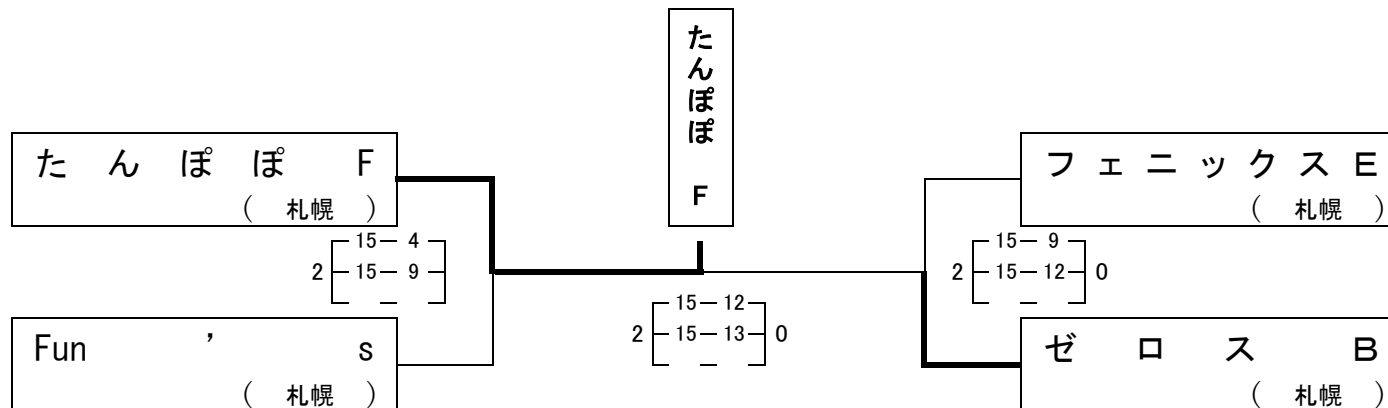 たんぽぽ F
たんぽぽ F
( 札幌 )
フェニックスE
( 札幌 )
15― 4
2 15― 9
―
15― 9
2 15― 12 0
―
15― 12
2 15― 13 0
―
Fun ’ s
( 札幌 )
ゼロス B
( 札幌 )